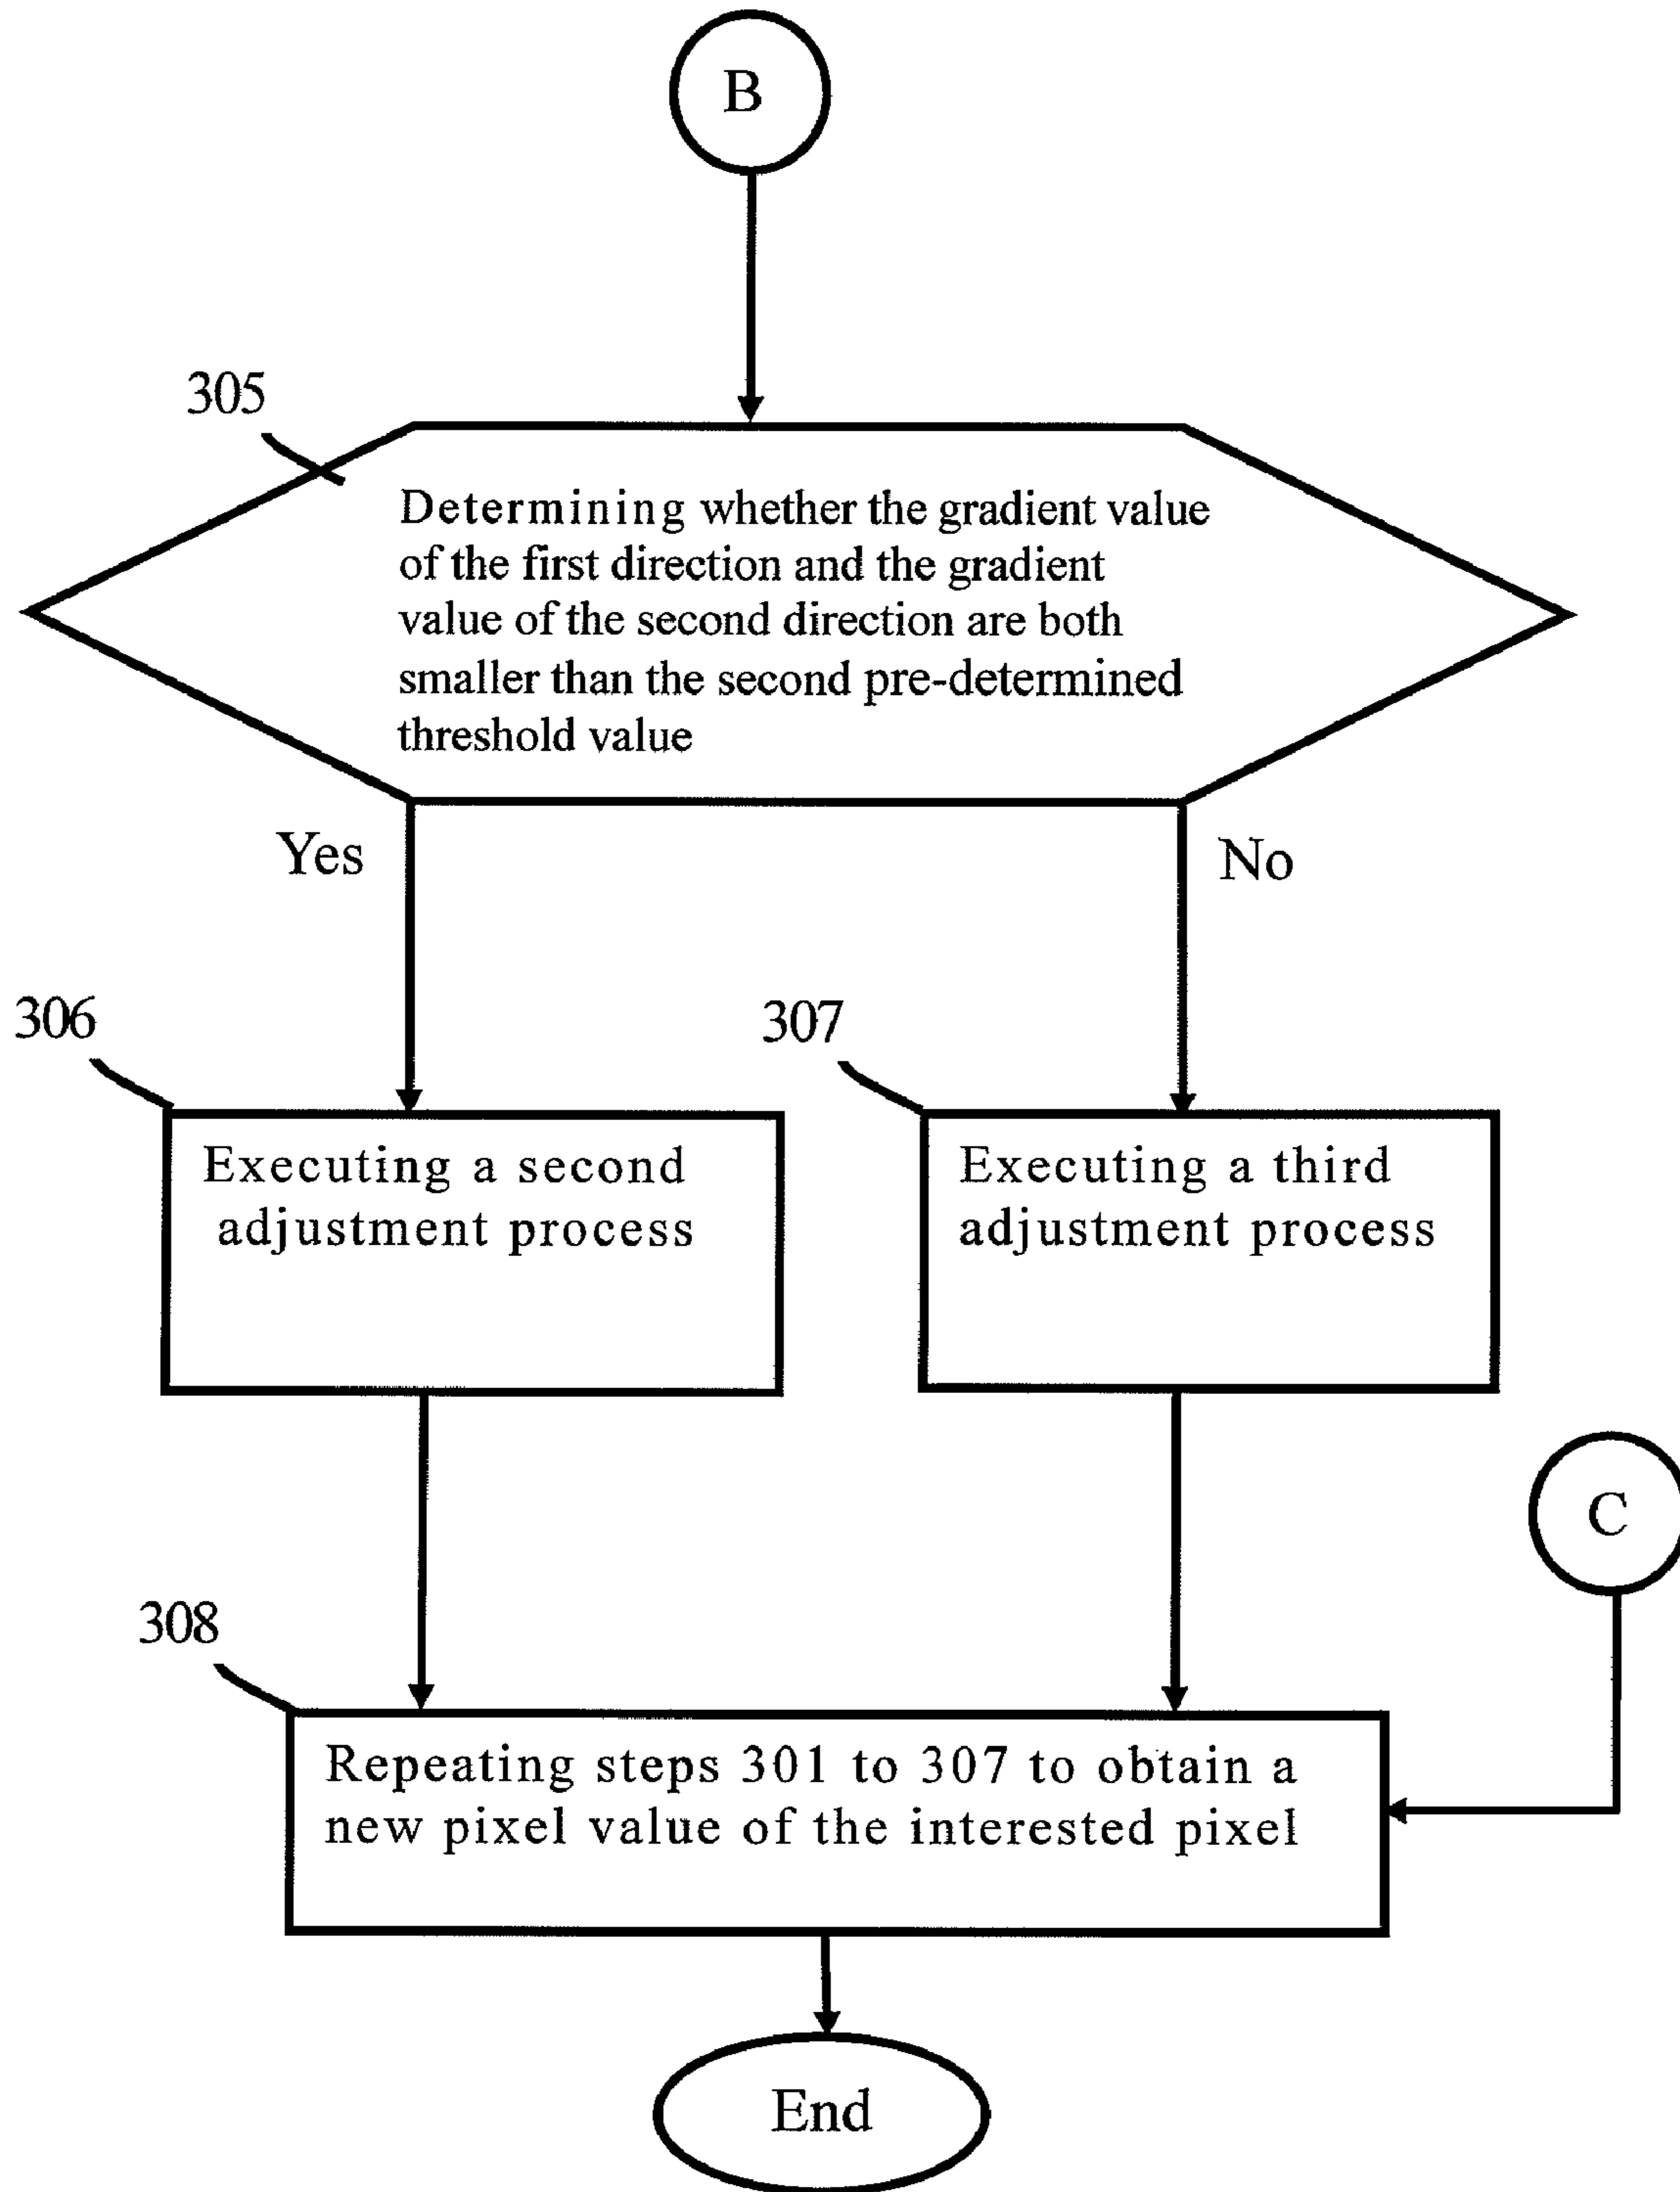 B
305
Determining whether the gradient value
of the first direction and the gradient
value of the second direction are both
smaller than the second pre-determined
threshold value
Yes
No
306
307
Executing a second
adjustment process
Executing a third
adjustment process
C
308
Repeating steps 301 to 307 to obtain a
new pixel value of the interested pixel
End